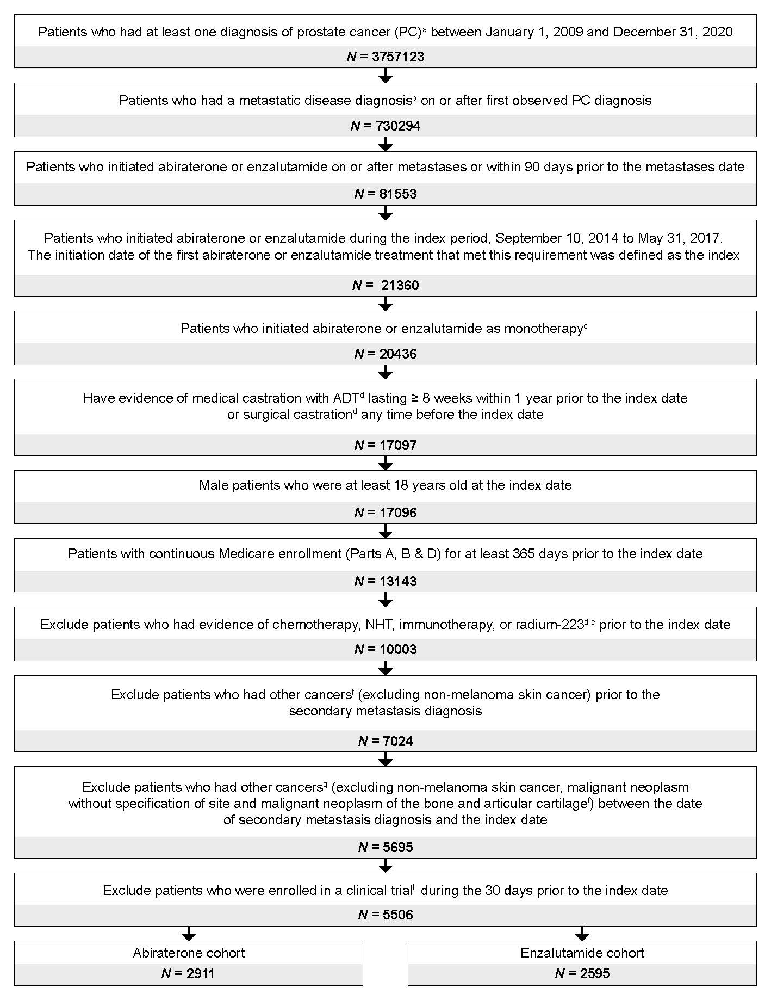 Patients who had at least one diagnosis of prostate cancer (PC)ᵃ between January 1, 2009 and December 31, 2020
N = 3757123
Patients who had a metastatic disease diagnosisᵇ on or after first observed PC diagnosis
N = 730294
Patients who initiated abiraterone or enzalutamide on or after metastases or within 90 days prior to the metastases date
N = 81553
Patients who initiated abiraterone or enzalutamide during the index period, September 10, 2014 to May 31, 2017.
The initiation date of the first abiraterone or enzalutamide treatment that met this requirement was defined as the index
N = 21360
Patients who initiated abiraterone or enzalutamide as monotherapyᶜ
N = 20436
Have evidence of medical castration with ADTᵈ lasting ≥ 8 weeks within 1 year prior to the index date
or surgical castrationᵈ any time before the index date
N = 17097
Male patients who were at least 18 years old at the index date
N = 17096
Patients with continuous Medicare enrollment (Parts A, B & D) for at least 365 days prior to the index date
N = 13143
Exclude patients who had evidence of chemotherapy, NHT, immunotherapy, or radium-223ᵈ,ᵉ prior to the index date
N = 10003
Exclude patients who had other cancersᶠ (excluding non-melanoma skin cancer) prior to the
secondary metastasis diagnosis
N = 7024
Exclude patients who had other cancersᵍ (excluding non-melanoma skin cancer, malignant neoplasm
without specification of site and malignant neoplasm of the bone and articular cartilageᶠ) between the date
of secondary metastasis diagnosis and the index date
N = 5695
Exclude patients who were enrolled in a clinical trialʰ during the 30 days prior to the index date
N = 5506
Abiraterone cohort
N = 2911
Enzalutamide cohort
N = 2595